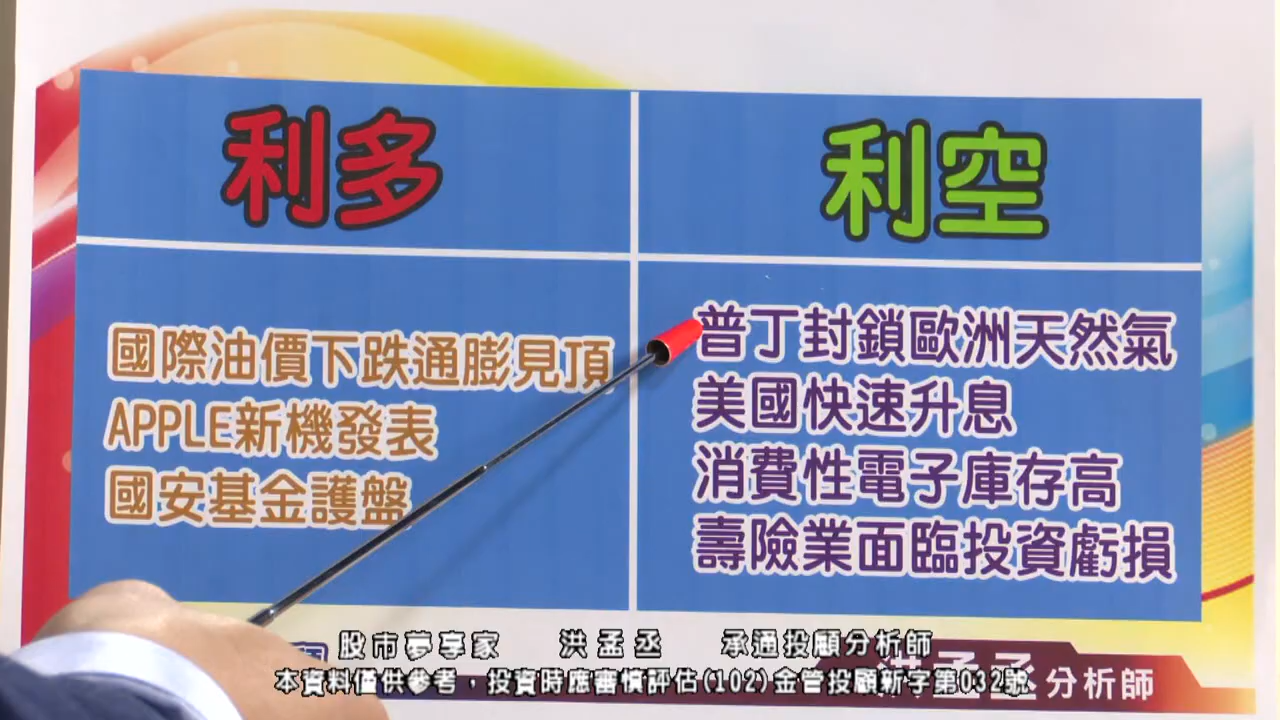 利多
利空
國際油價下跌通膨見頂
APPLE新機發表
國安基金護盤
普丁封鎖歐洲天然氣
美國快速升息
消費性電子庫存高
壽險業面臨投資虧損
股市夢享家 洪孟丞 承通投顧分析師
本資料僅供參考，投資時應審慎評估(102)金管投顧新字第032號
洪孟丞 分析師